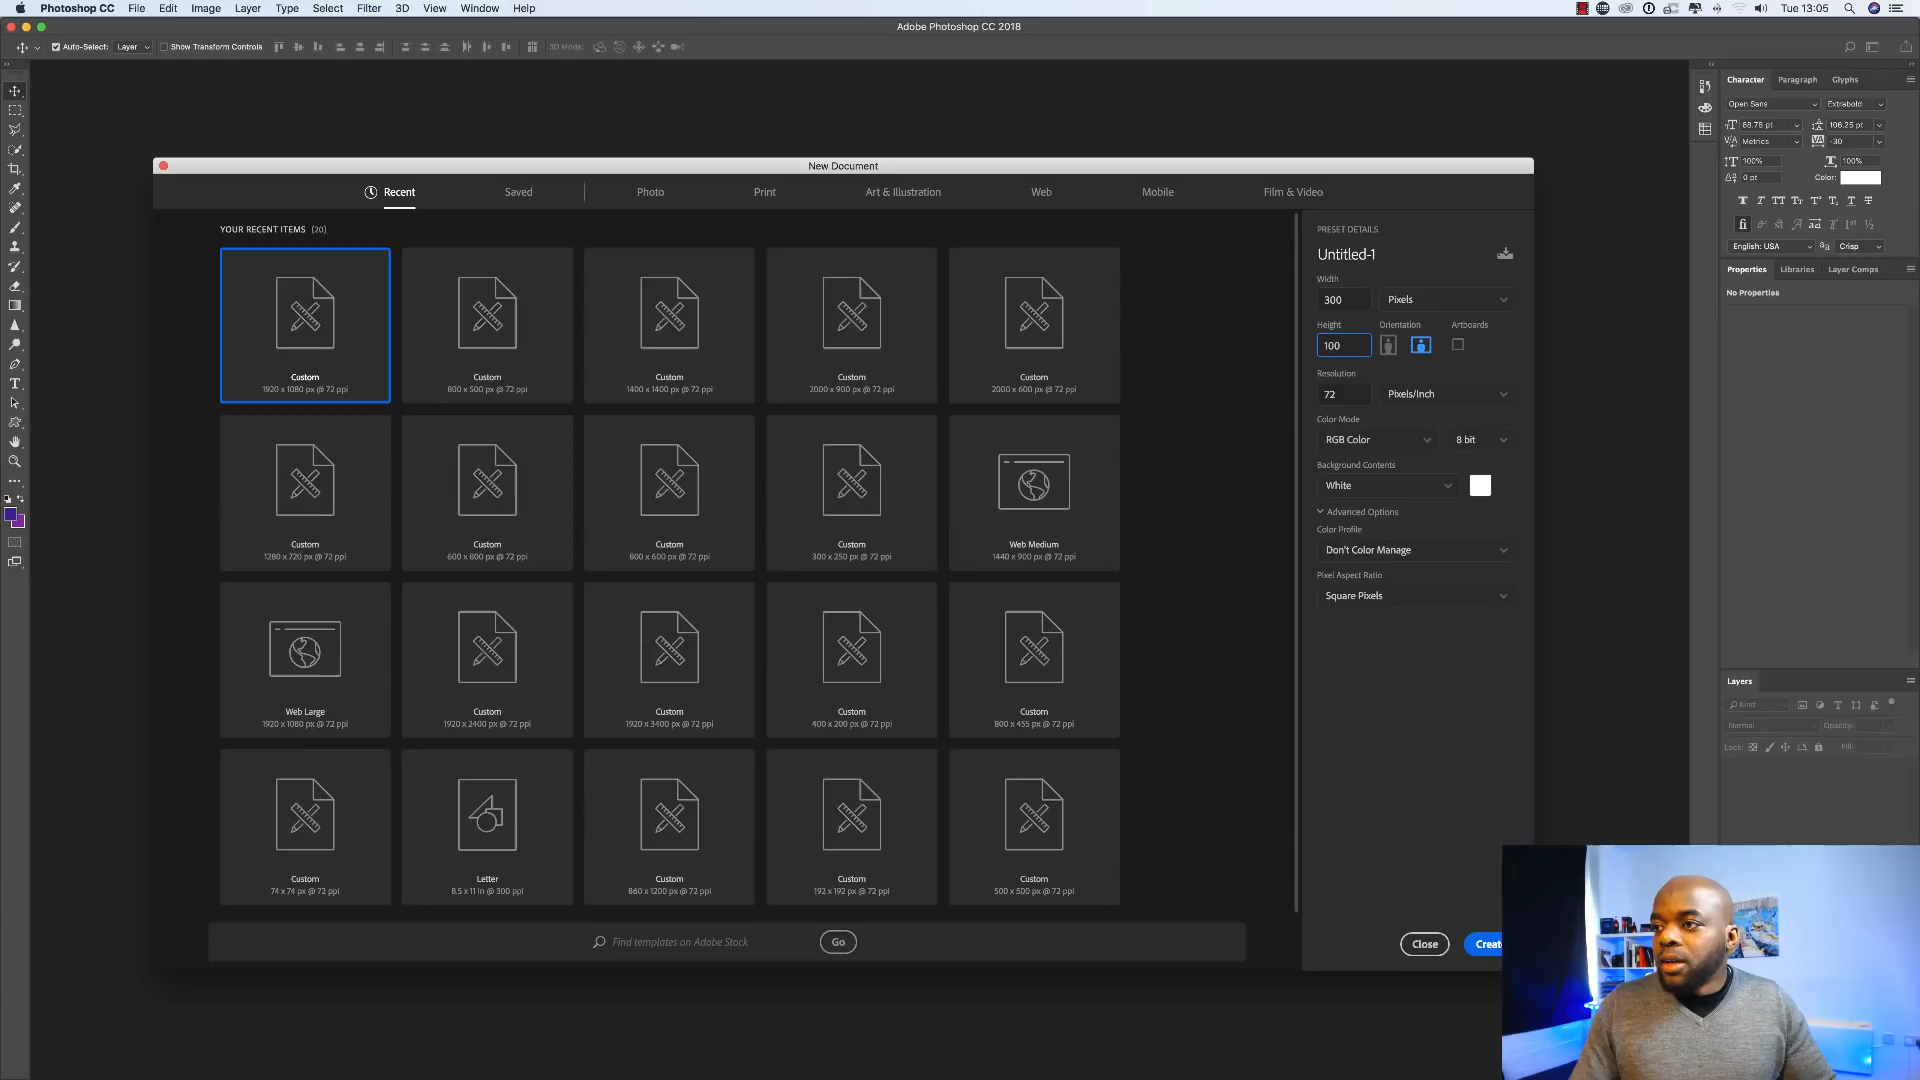 Photoshop CC File Edit Image Layer Type Select Filter 3D View Window Help
Tue 13:05
Adobe Photoshop CC 2018
Auto-Select: Layer Show Transform Controls 3D Mode:
New Document
Recent Saved Photo Print Art & Illustration Web Mobile Film & Video
YOUR RECENT ITEMS (20)
Custom
1920 x 1080 px @ 72 ppi
Custom
800 x 500 px @ 72 ppi
Custom
1400 x 1400 px @ 72 ppi
Custom
2000 x 900 px @ 72 ppi
Custom
2000 x 600 px @ 72 ppi
Custom
1280 x 720 px @ 72 ppi
Custom
600 x 800 px @ 72 ppi
Custom
800 x 600 px @ 72 ppi
Custom
300 x 250 px @ 72 ppi
Web Medium
1440 x 900 px @ 72 ppi
Web Large
1920 x 1080 px @ 72 ppi
Custom
1920 x 2400 px @ 72 ppi
Custom
1920 x 3400 px @ 72 ppi
Custom
400 x 200 px @ 72 ppi
Custom
800 x 455 px @ 72 ppi
Custom
74 x 74 px @ 72 ppi
Letter
8.5 x 11 in @ 300 ppi
Custom
860 x 1200 px @ 72 ppi
Custom
192 x 192 px @ 72 ppi
Custom
500 x 500 px @ 72 ppi
Find templates on Adobe Stock
Go
PRESET DETAILS
Untitled-1
Width
300 Pixels
Height Orientation Artboards
100
Resolution
72 Pixels/Inch
Color Mode
RGB Color 8 bit
Background Contents
White
Advanced Options
Color Profile
Don't Color Manage
Pixel Aspect Ratio
Square Pixels
Close Create
Character Paragraph Glyphs
Open Sans Extrabold
68.78 pt 106.25 pt
Metrics -30
100% 100%
0 pt Color:
English: USA Crisp
Properties Libraries Layer Comps
No Properties
Layers
Kind
Normal Opacity:
Lock: Fill: